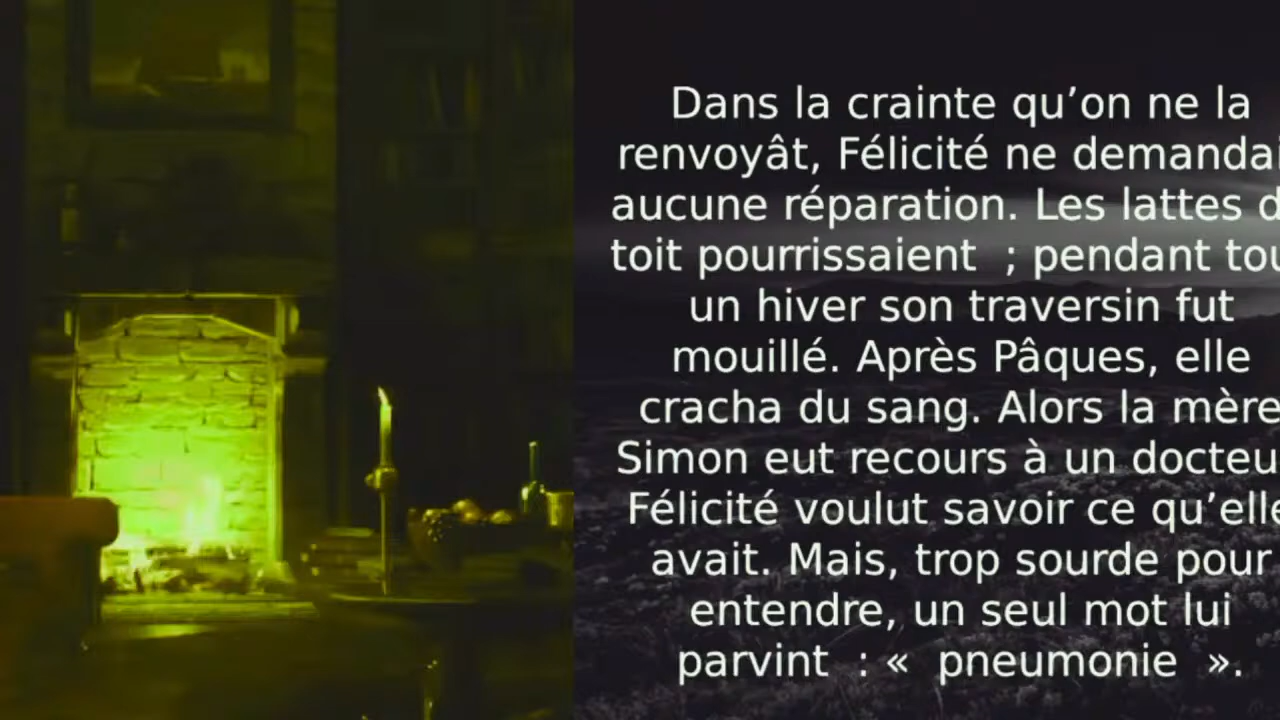 Dans la crainte qu’on ne la
renvoyât, Félicité ne demandai
aucune réparation. Les lattes d
toit pourrissaient  ; pendant tou
un hiver son traversin fut
mouillé. Après Pâques, elle
cracha du sang. Alors la mère
Simon eut recours à un docteu
Félicité voulut savoir ce qu’elle
avait. Mais, trop sourde pour
entendre, un seul mot lui
parvint  : «  pneumonie  ».